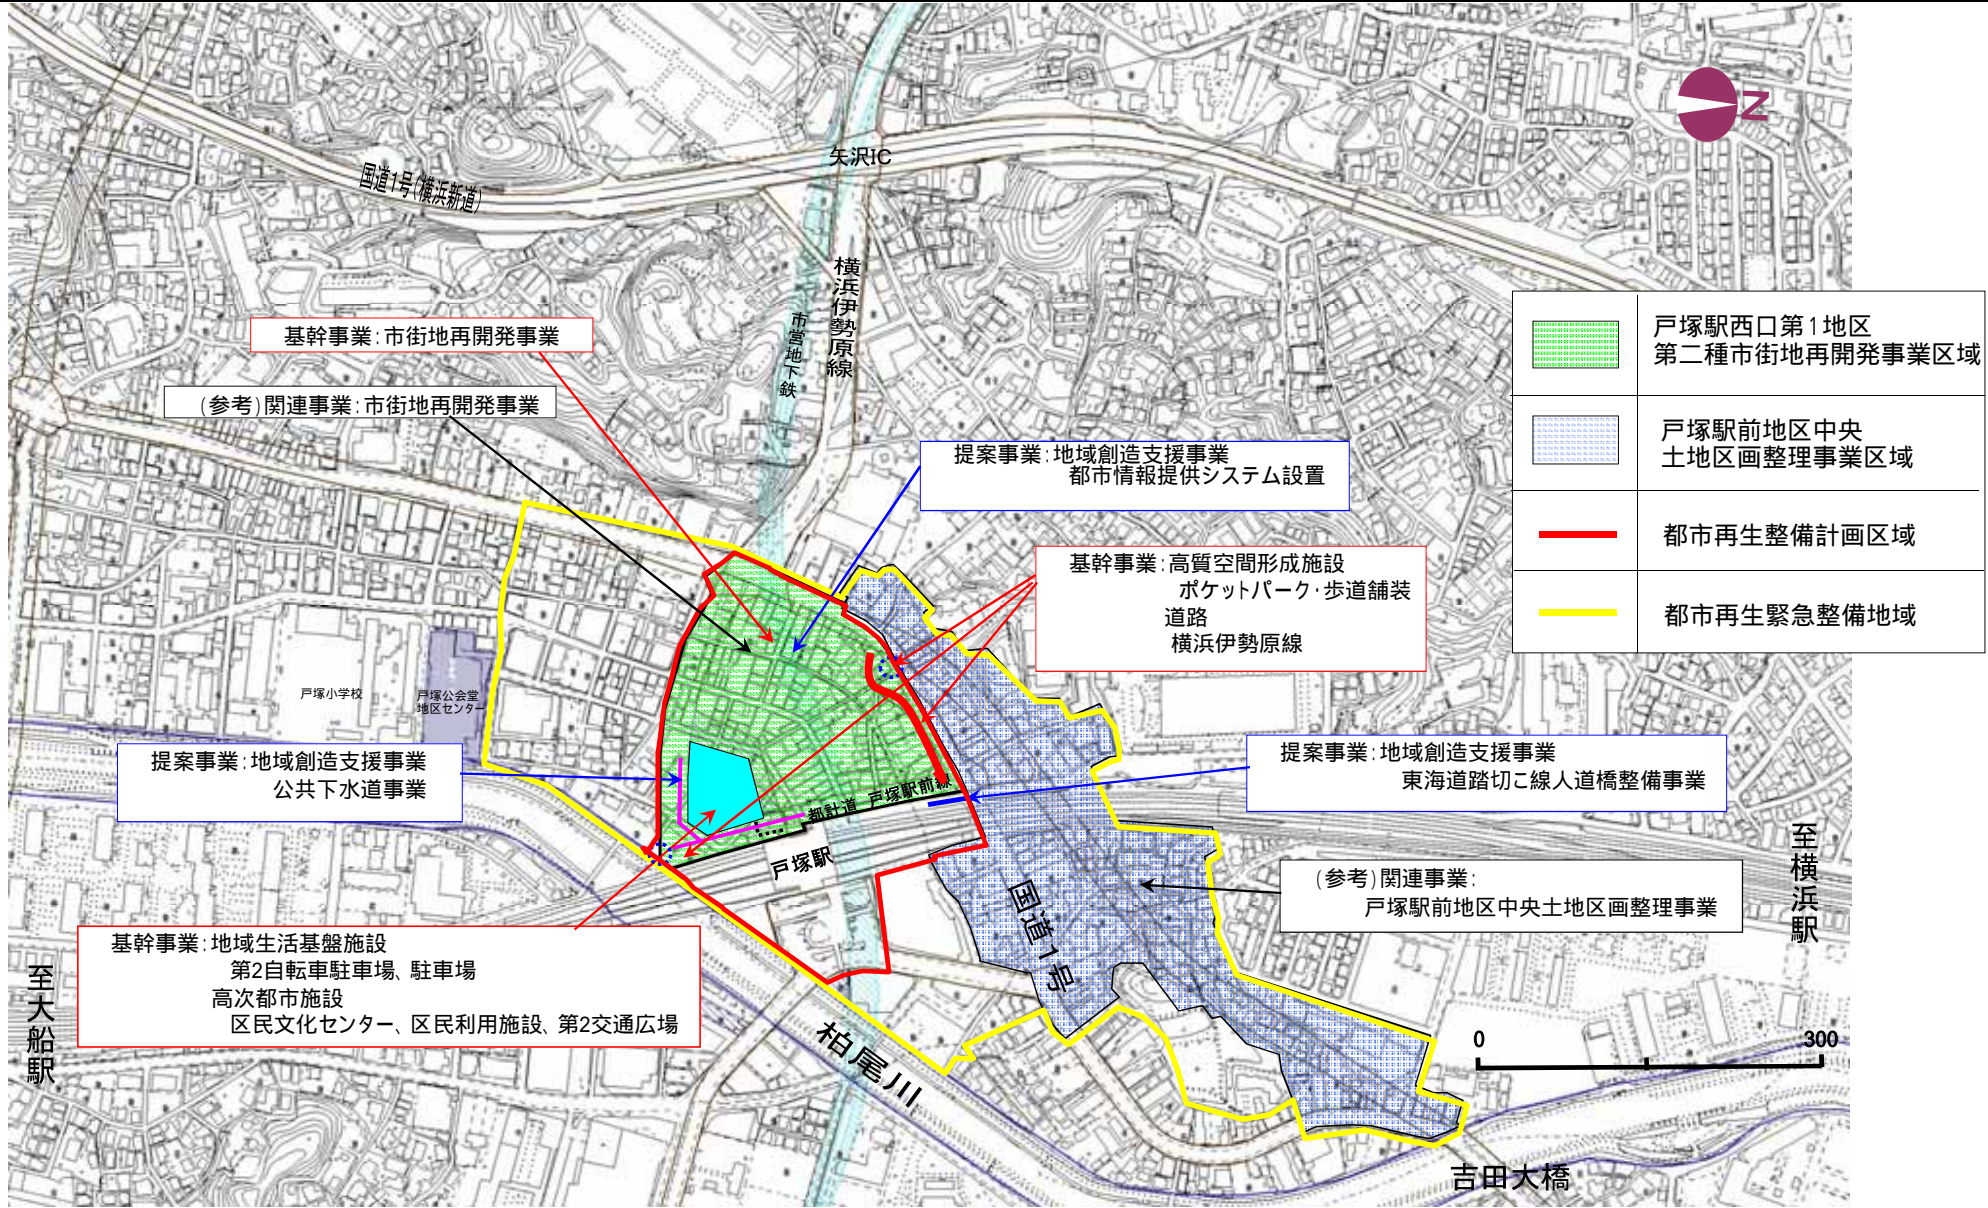 Z
矢沢IC
国道1号(横浜新道)
横浜伊勢原線
市営地下鉄
基幹事業:市街地再開発事業
(参考)関連事業:市街地再開発事業
提案事業:地域創造支援事業
都市情報提供システム設置
基幹事業:高質空間形成施設
ポケットパーク・歩道舗装
道路
横浜伊勢原線
戸塚駅西口第1地区
第二種市街地再開発事業区域
戸塚駅前地区中央
土地区画整理事業区域
都市再生整備計画区域
都市再生緊急整備地域
戸塚小学校
戸塚公会堂
地区センター
提案事業:地域創造支援事業
公共下水道事業
提案事業:地域創造支援事業
東海道踏切こ線人道橋整備事業
都計道 戸塚駅前線
戸塚駅
国道1号
(参考)関連事業:
戸塚駅前地区中央土地区画整理事業
至横浜駅
基幹事業:地域生活基盤施設
第2自転車駐車場、駐車場
高次都市施設
区民文化センター、区民利用施設、第2交通広場
至大船駅
柏尾川
0 300
吉田大橋